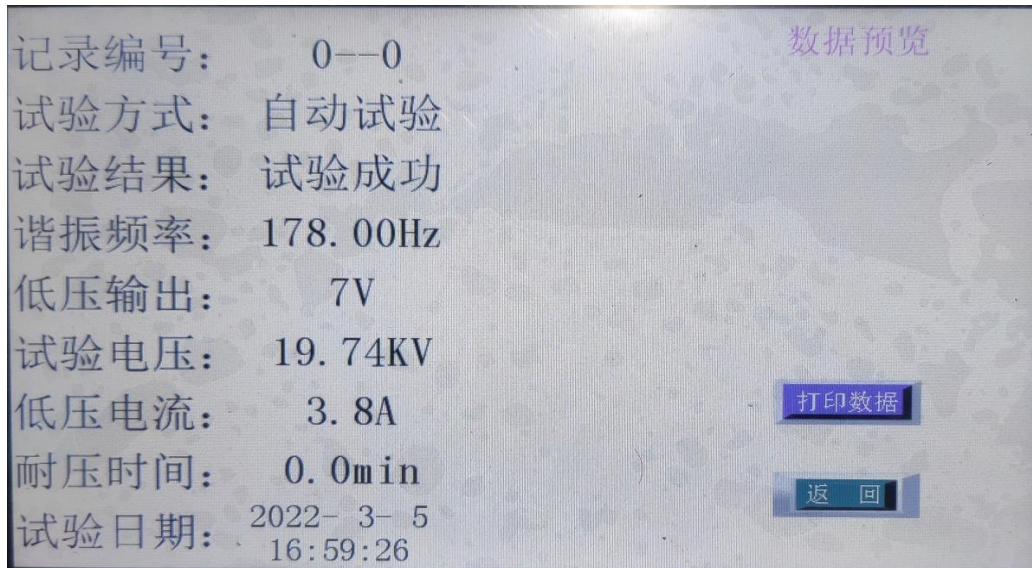 数据预览
记录编号： 0--0
试验方式： 自动试验
试验结果： 试验成功
谐振频率： 178.00Hz
低压输出： 7V
试验电压： 19.74KV
低压电流： 3.8A
耐压时间： 0.0min
试验日期： 2022- 3- 5
16:59:26
打印数据
返 回